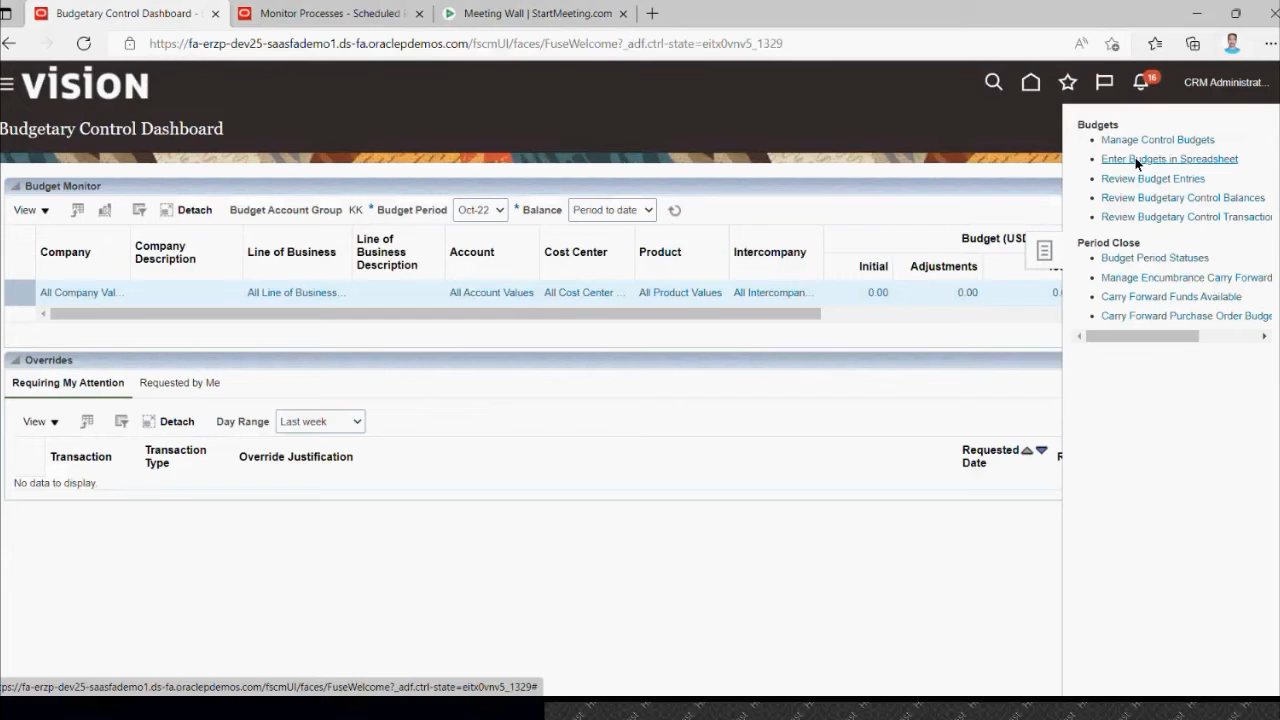 Budgetary Control Dashboard -
Monitor Processes - Scheduled
Meeting Wall | StartMeeting.com
https://fa-erzp-dev25-saasfademo1.ds-fa.oraclepdemos.com/fscmUI/faces/FuseWelcome?_adf.ctrl-state=eitx0vnv5_1329
VISION
16
CRM Administrat...
Budgetary Control Dashboard
Budgets
Manage Control Budgets
Enter Budgets in Spreadsheet
Review Budget Entries
Review Budgetary Control Balances
Review Budgetary Control Transactio
Period Close
Budget Period Statuses
Manage Encumbrance Carry Forward
Carry Forward Funds Available
Carry Forward Purchase Order Budge
Budget Monitor
View Detach Budget Account Group KK * Budget Period Oct-22 * Balance Period to date
Company Company Description Line of Business Line of Business Description Account Cost Center Product Intercompany Budget (USD
Initial Adjustments
All Company Val... All Line of Business... All Account Values All Cost Center ... All Product Values All Intercompan... 0.00 0.00 0.
Overrides
Requiring My Attention Requested by Me
View Detach Day Range Last week
Transaction Transaction Type Override Justification Requested Date R
No data to display.
ps://fa-erzp-dev25-saasfademo1.ds-fa.oraclepdemos.com/fscmUI/faces/FuseWelcome?_adf.ctrl-state=eitx0vnv5_1329#